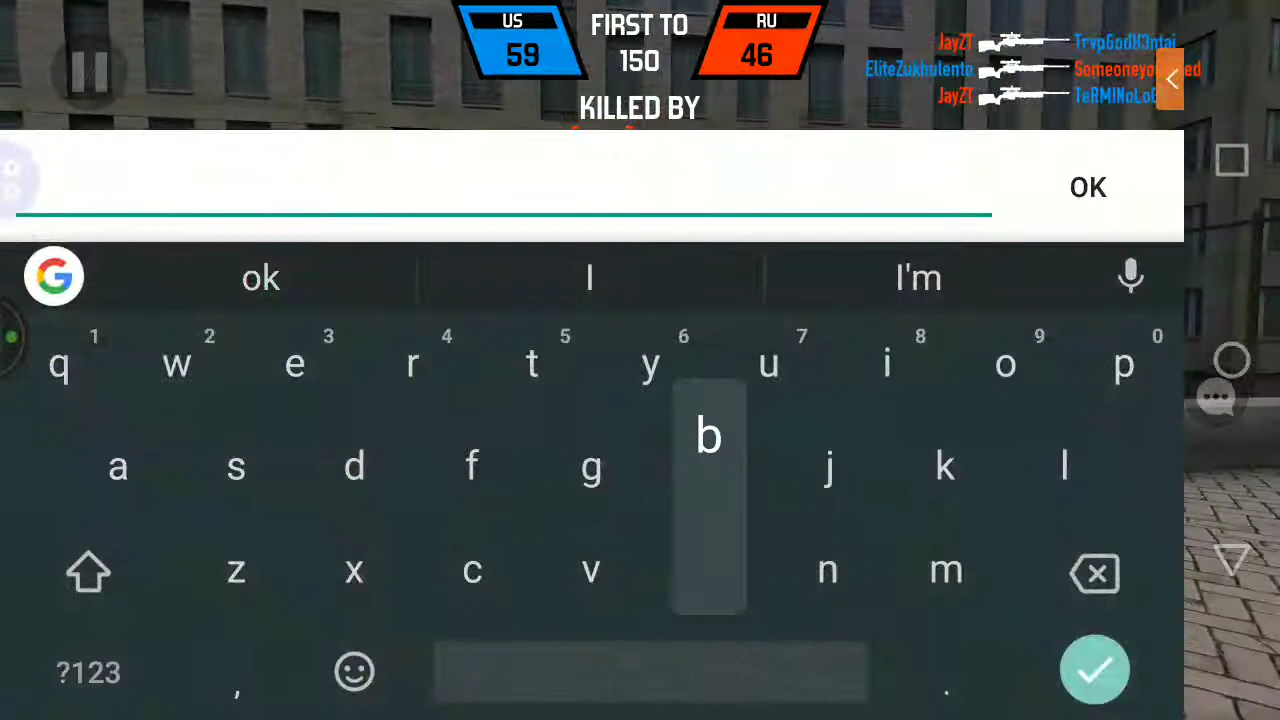 US
FIRST TO
RU
59
150
46
KILLED BY
JayZT TrvpGodH3ntai
EliteZukhulento
JayZT
OK
ok I I'm
1 2 3 4 5 6 7 8 9 0
q w e r t y u i o p
b
a s d f g j k l
z x c v n m
?123 , .